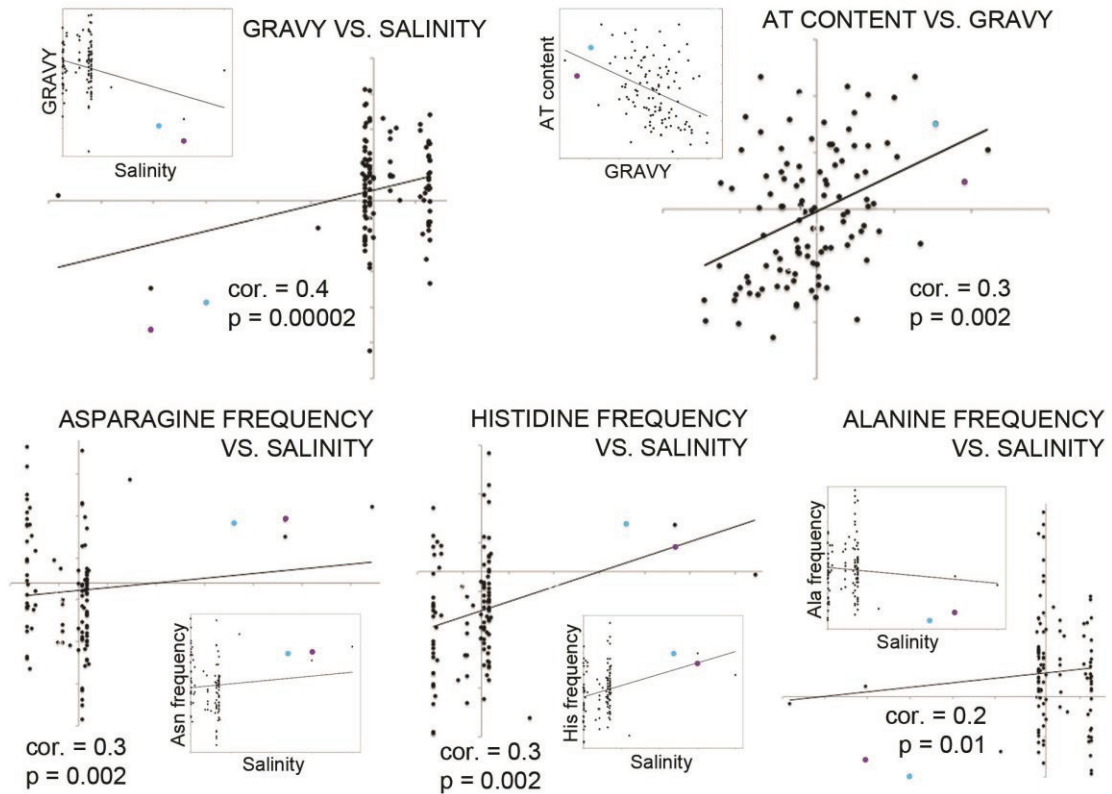 GRAVY VS. SALINITY
GRAVY
Salinity
cor. = 0.4
p = 0.00002
AT CONTENT VS. GRAVY
AT content
GRAVY
cor. = 0.3
p = 0.002
ASPARAGINE FREQUENCY
VS. SALINITY
Asn frequency
Salinity
cor. = 0.3
p = 0.002
HISTIDINE FREQUENCY
VS. SALINITY
His frequency
Salinity
cor. = 0.3
p = 0.002
ALANINE FREQUENCY
VS. SALINITY
Ala frequency
Salinity
cor. = 0.2
p = 0.01